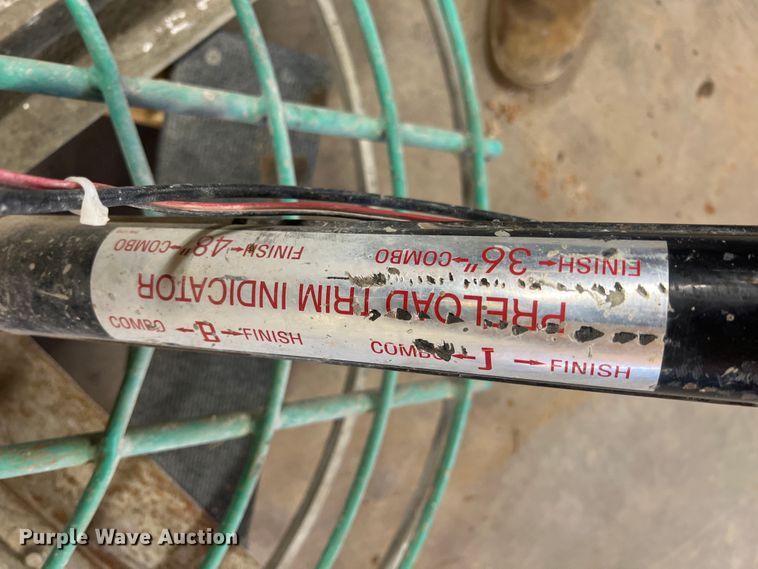 FINISH ← 36" → COMBO
FINISH ← 48" → COMBO
PRELOAD TRIM INDICATOR
COMBO ← B → FINISH
COMBO ← I → FINISH
Purple Wave Auction